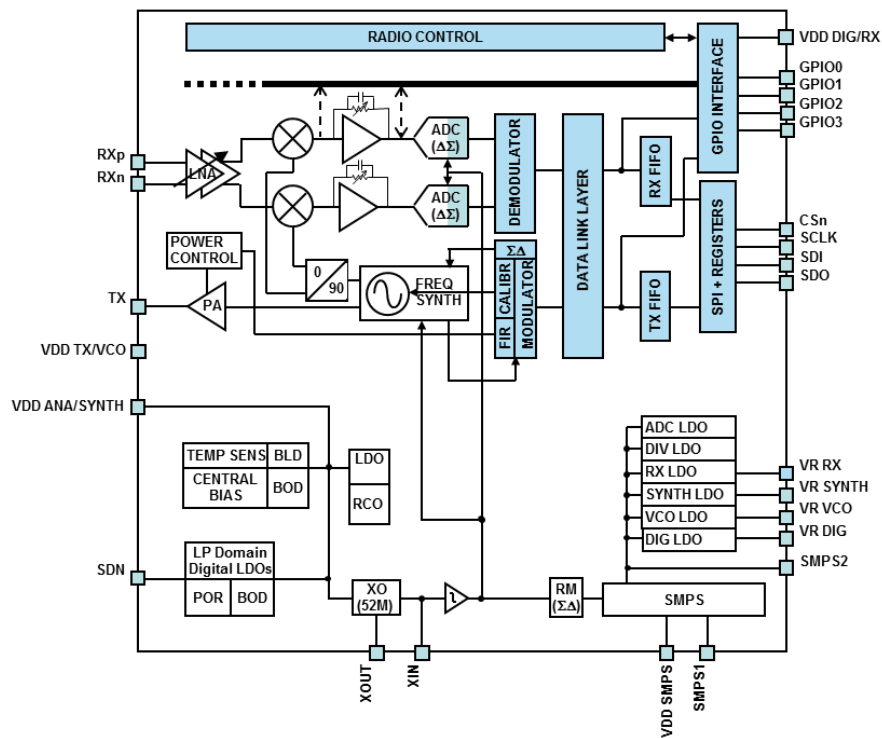 RADIO CONTROL
VDD DIG/RX
GPIO INTERFACE
GPIO0
GPIO1
GPIO2
GPIO3
RXp
RXn
LNA
ADC
(ΔΣ)
ADC
(ΔΣ)
DEMODULATOR
DATA LINK LAYER
RX FIFO
SPI + REGISTERS
CSn
SCLK
SDI
SDO
POWER
CONTROL
TX
PA
0
90
FREQ
SYNTH
ΣΔ
CALIBR
FIR
MODULATOR
TX FIFO
VDD TX/VCO
VDD ANA/SYNTH
TEMP SENS
BLD
CENTRAL
BIAS
BOD
LDO
RCO
ADC LDO
DIV LDO
RX LDO
SYNTH LDO
VCO LDO
DIG LDO
VR RX
VR SYNTH
VR VCO
VR DIG
SMPS2
SDN
LP Domain
Digital LDOs
POR
BOD
XO
(52M)
RM
(ΣΔ)
SMPS
XOUT
XIN
VDD SMPS
SMPS1